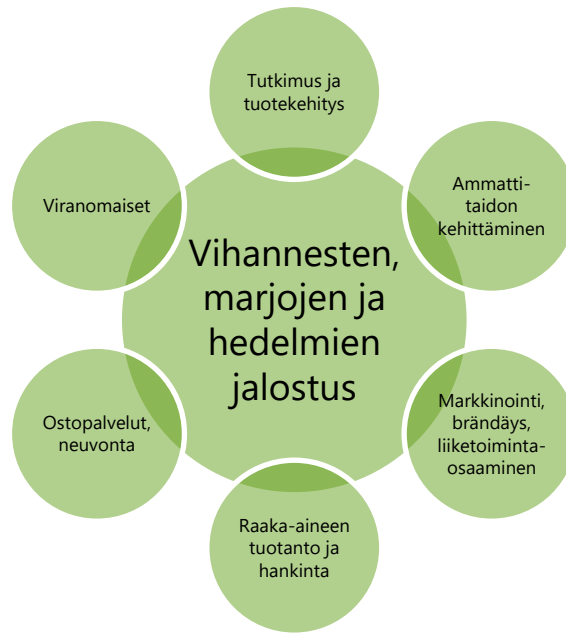 Tutkimus ja
tuotekehitys
Viranomaiset
Ammatti-
taidon
kehittäminen
Vihannesten,
marjojen ja
hedelmien
jalostus
Ostopalvelut,
neuvonta
Markkinointi,
brändäys,
liiketoiminta-
osaaminen
Raaka-aineen
tuotanto ja
hankinta